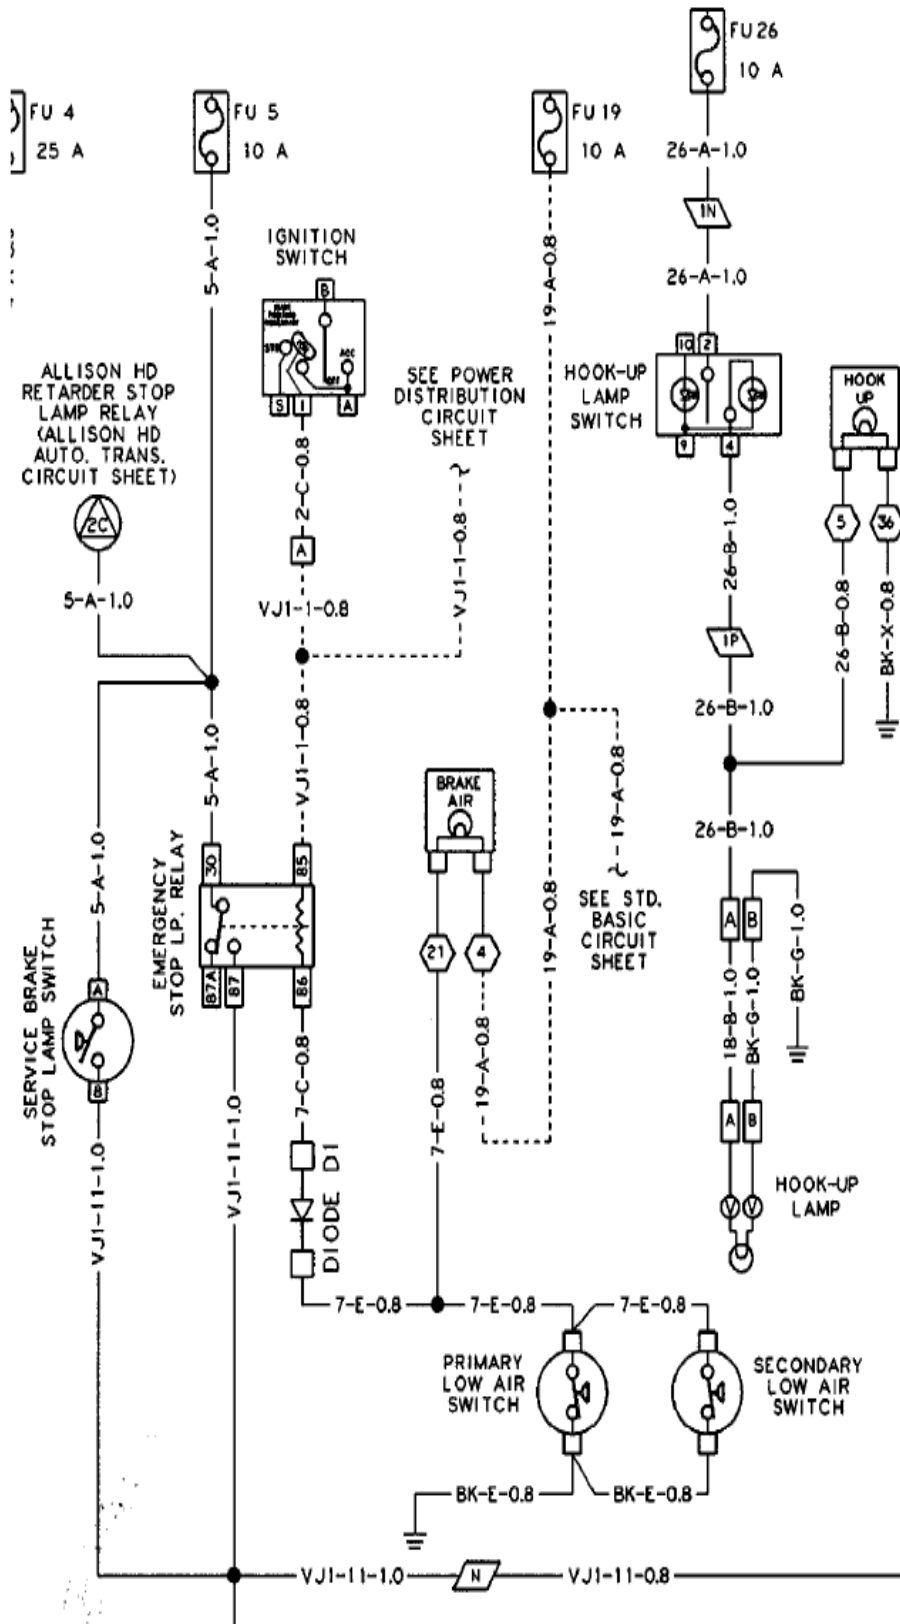 FU 26
10 A
FU 4
25 A
FU 5
10 A
FU 19
10 A
26-A-1.0
1N
26-A-1.0
5-A-1.0
IGNITION
SWITCH
B
ACC
OFF
S
1
A
19-A-0.8
ALLISON HD
RETARDER STOP
LAMP RELAY
(ALLISON HD
AUTO. TRANS.
CIRCUIT SHEET)
2C
5-A-1.0
SEE POWER
DISTRIBUTION
CIRCUIT
SHEET
HOOK-UP
LAMP
SWITCH
10
2
9
4
HOOK
UP
5
36
2-C-0.8
A
VJ1-1-0.8
VJ1-1-0.8
26-B-1.0
1P
26-B-0.8
BK-X-0.8
26-B-1.0
5-A-1.0
VJ1-1-0.8
19-A-0.8
BRAKE
AIR
26-B-1.0
5-A-1.0
EMERGENCY
STOP LP. RELAY
30
85
87A
87
86
21
4
19-A-0.8
SEE STD.
BASIC
CIRCUIT
SHEET
A
B
BK-G-1.0
SERVICE BRAKE
STOP LAMP SWITCH
A
B
7-C-0.8
7-E-0.8
19-A-0.8
18-B-1.0
BK-G-1.0
A
B
VJ1-11-1.0
VJ1-11-1.0
DIODE D1
HOOK-UP
LAMP
V
V
7-E-0.8
7-E-0.8
7-E-0.8
PRIMARY
LOW AIR
SWITCH
SECONDARY
LOW AIR
SWITCH
BK-E-0.8
BK-E-0.8
VJ1-11-1.0
N
VJ1-11-0.8